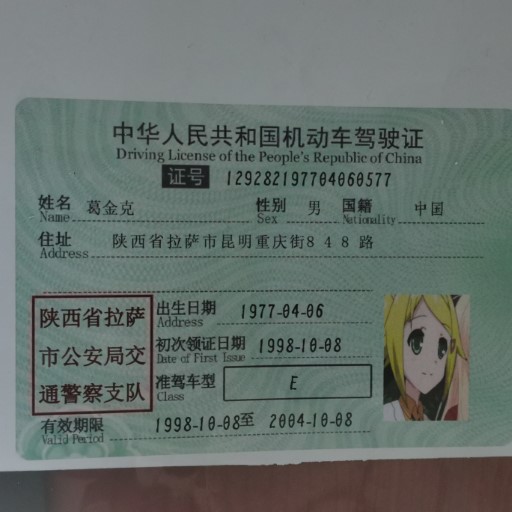 中华人民共和国机动车驾驶证
Driving License of the People's Republic of China
证号 129282197704060577
姓名 葛金克 性别 男 国籍 中国
Name Sex Nationality
住址 陕西省拉萨市昆明重庆街848路
Address
陕西省拉萨
市公安局交
通警察支队
出生日期 1977-04-06
Address
初次领证日期 1998-10-08
Date of First Issue
准驾车型 E
Class
有效期限 1998-10-08至 2004-10-08
Valid Period